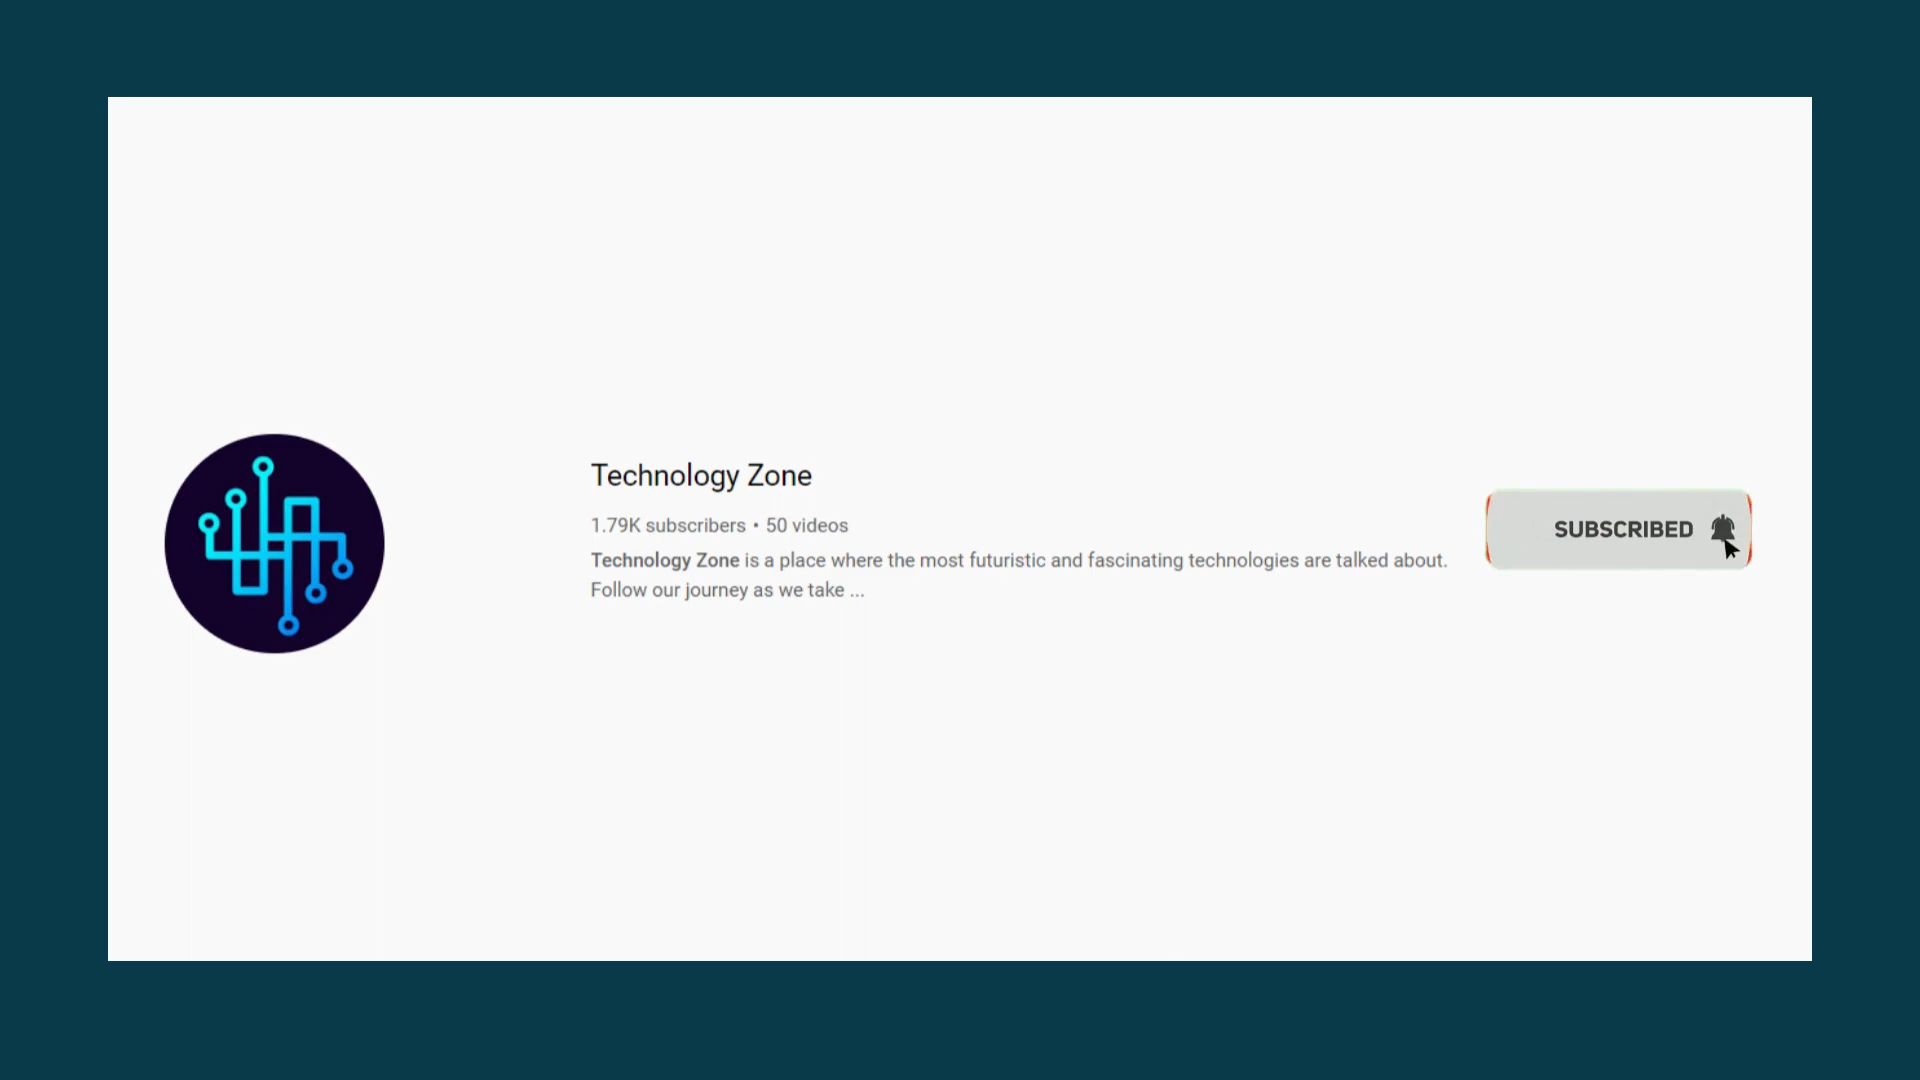 Technology Zone
1.79K subscribers • 50 videos
Technology Zone is a place where the most futuristic and fascinating technologies are talked about.
Follow our journey as we take ...
SUBSCRIBED